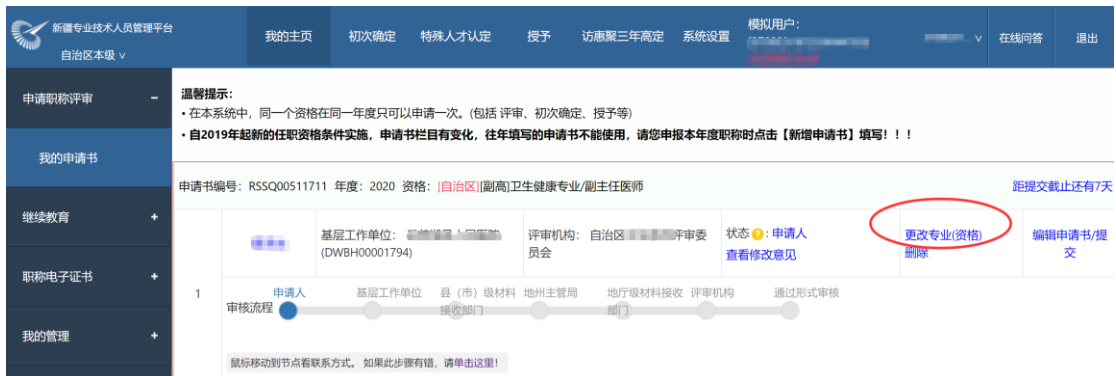 新疆专业技术人员管理平台
自治区本级 ∨
我的主页 初次确定 特殊人才认定 授予 访惠聚三年高定 系统设置
模拟用户：
∨ 在线问答 退出
申请职称评审 −
我的申请书
继续教育 +
职称电子证书 +
我的管理 +
温馨提示：
• 在本系统中，同一个资格在同一年度只可以申请一次。(包括 评审、初次确定、授予等)
• 自2019年起新的任职资格条件实施，申请书栏目有变化，往年填写的申请书不能使用，请您申报本年度职称时点击【新增申请书】填写！！！
申请书编号：RSSQ00511711 年度：2020 资格：[自治区][副高]卫生健康专业/副主任医师 距提交截止还有7天
1
基层工作单位：
(DWBH00001794)
评审机构：自治区 评审委
员会
状态 ?：申请人
查看修改意见
更改专业(资格)
删除
编辑申请书/提
交
审核流程
申请人 基层工作单位 县（市）级材料 地州主管局 地厅级材料接收 评审机构 通过形式审核
接收部门 部门
鼠标移动到节点看联系方式。 如果此步骤有错，请单击这里！